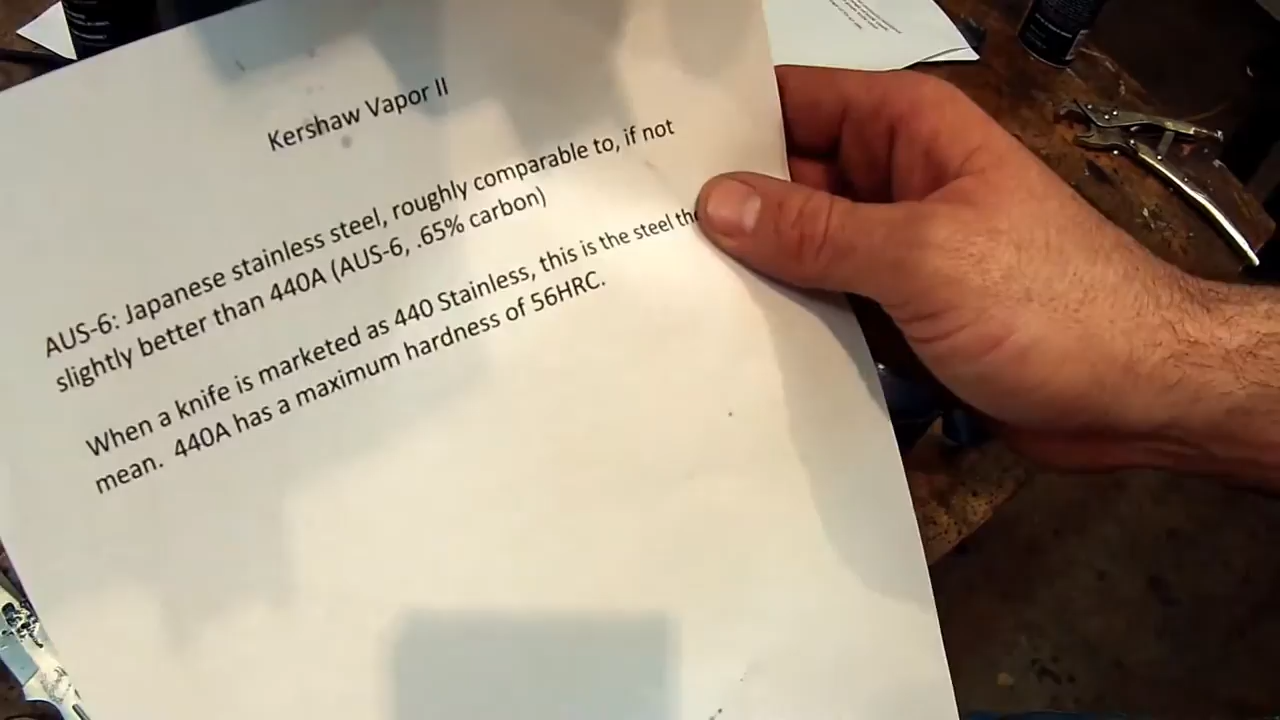 Kershaw Vapor II
AUS-6: Japanese stainless steel, roughly comparable to, if not
slightly better than 440A (AUS-6, .65% carbon)
When a knife is marketed as 440 Stainless, this is the steel
mean. 440A has a maximum hardness of 56HRC.